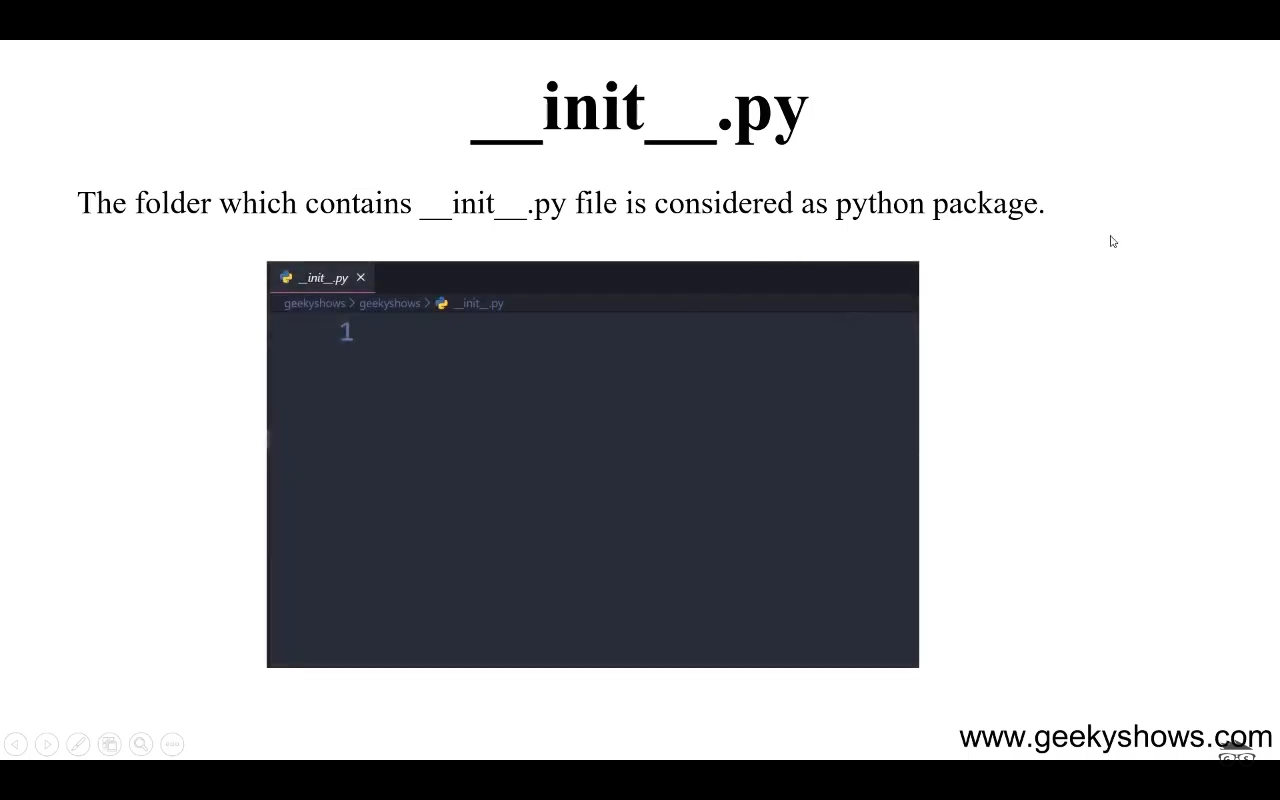 __init__.py
The folder which contains __init__.py file is considered as python package.
__init__.py
geekyshows > geekyshows > __init__.py
1
www.geekyshows.com